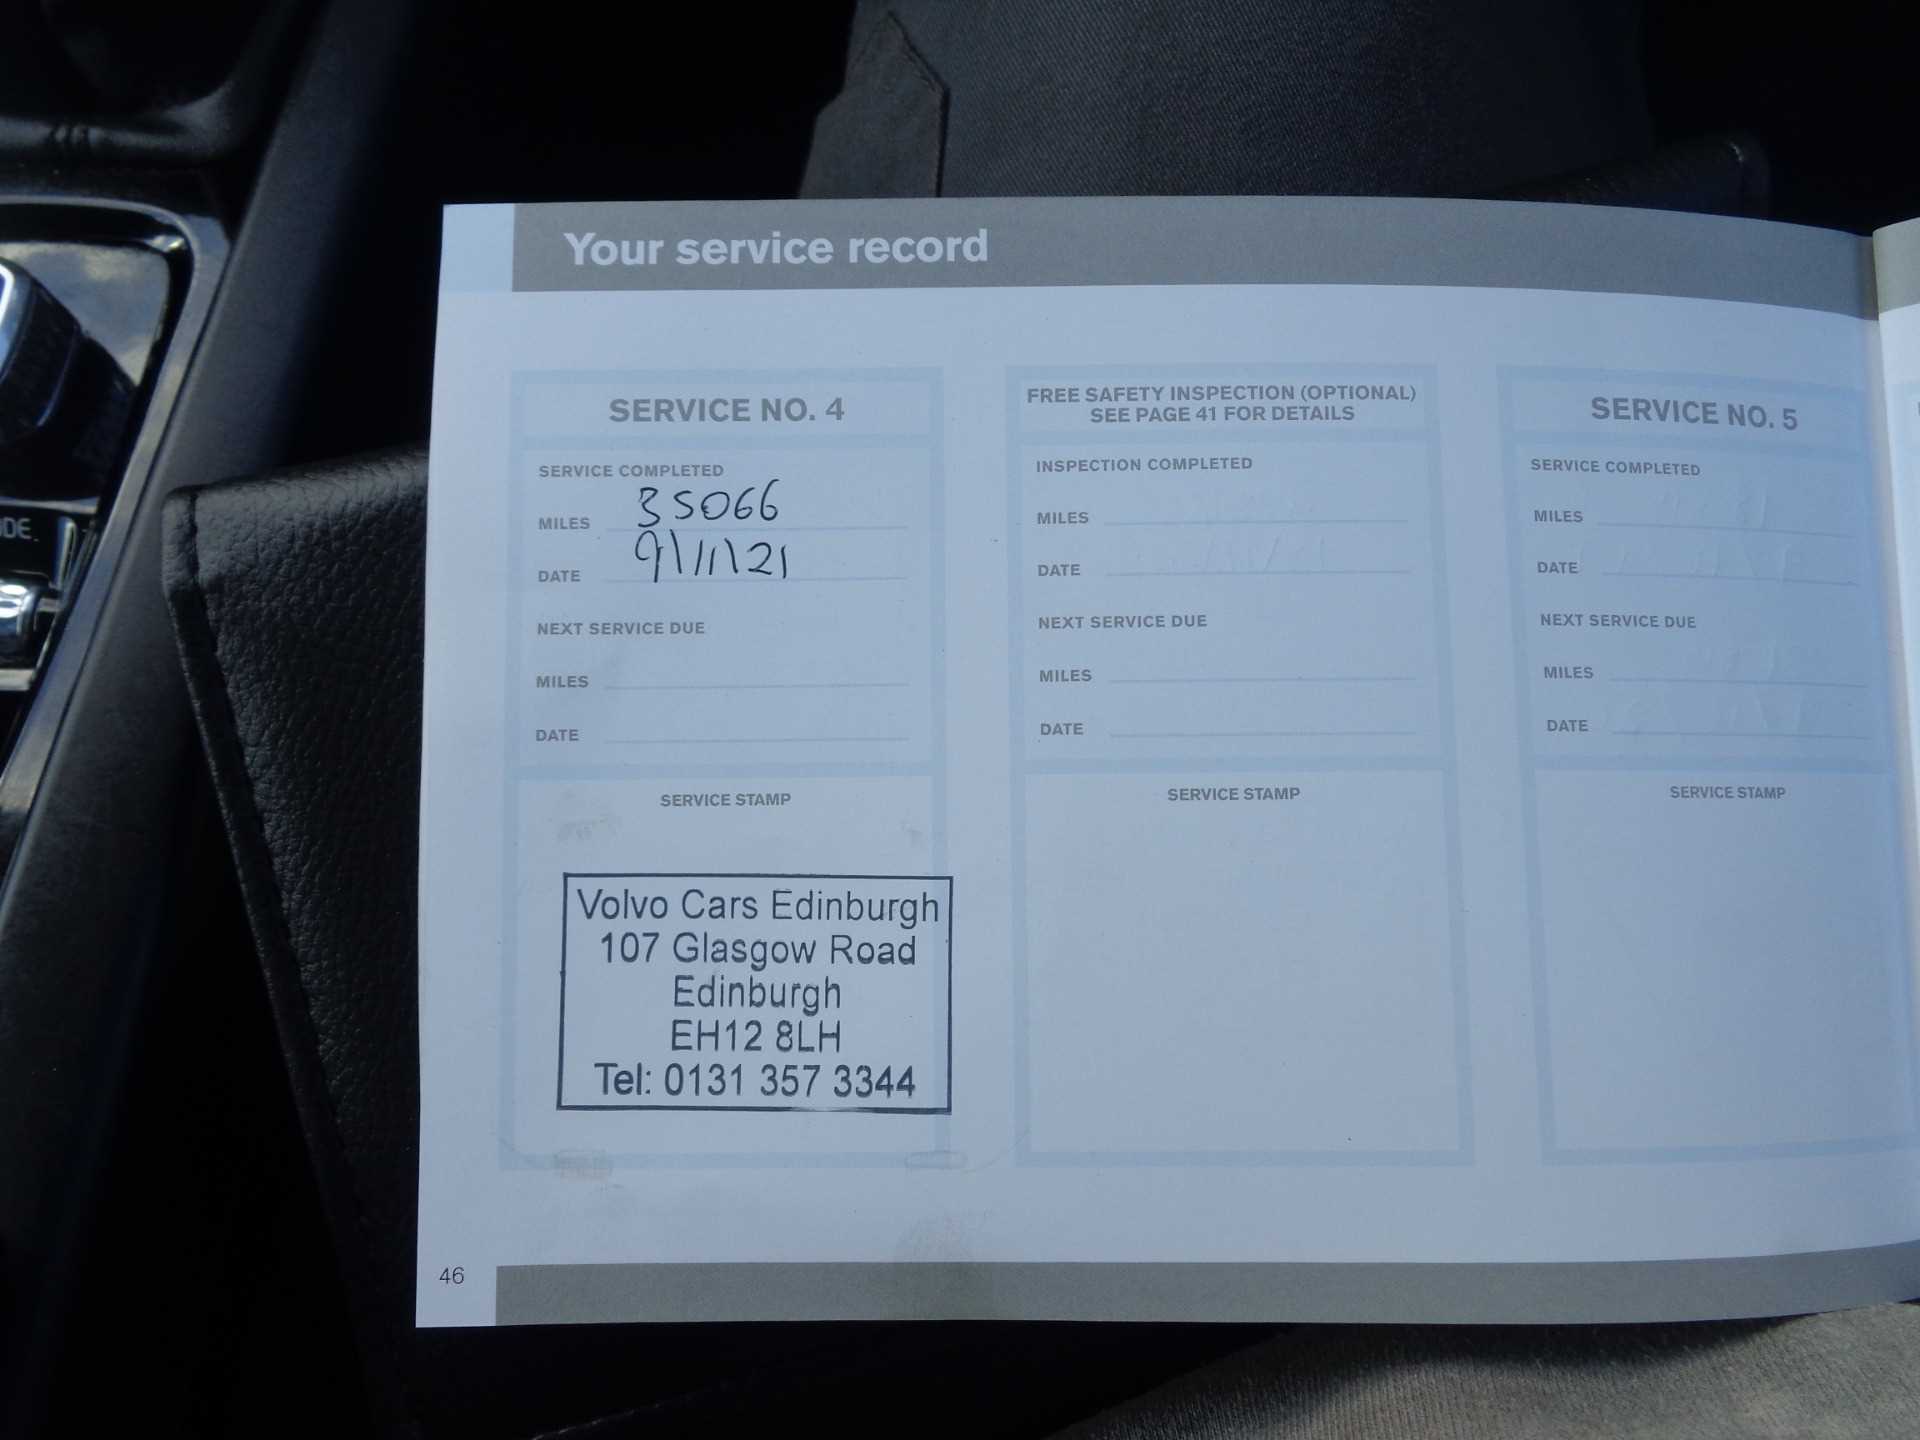 Your service record
SERVICE NO. 4
SERVICE COMPLETED
MILES 35066
DATE 9\11\21
NEXT SERVICE DUE
MILES
DATE
SERVICE STAMP
Volvo Cars Edinburgh
107 Glasgow Road
Edinburgh
EH12 8LH
Tel: 0131 357 3344
FREE SAFETY INSPECTION (OPTIONAL)
SEE PAGE 41 FOR DETAILS
INSPECTION COMPLETED
MILES
DATE
NEXT SERVICE DUE
MILES
DATE
SERVICE STAMP
SERVICE NO. 5
SERVICE COMPLETED
MILES
DATE
NEXT SERVICE DUE
MILES
DATE
SERVICE STAMP
46